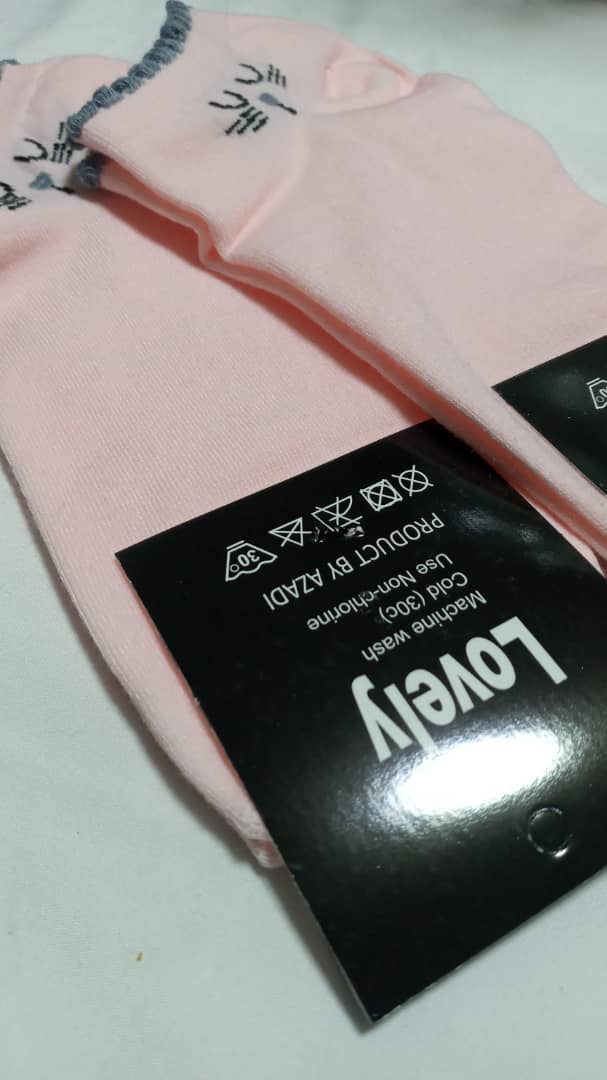 Lovely
Machine wash
Cold (30c)
Use Non-chlorine
PRODUCT BY AZADI
30°